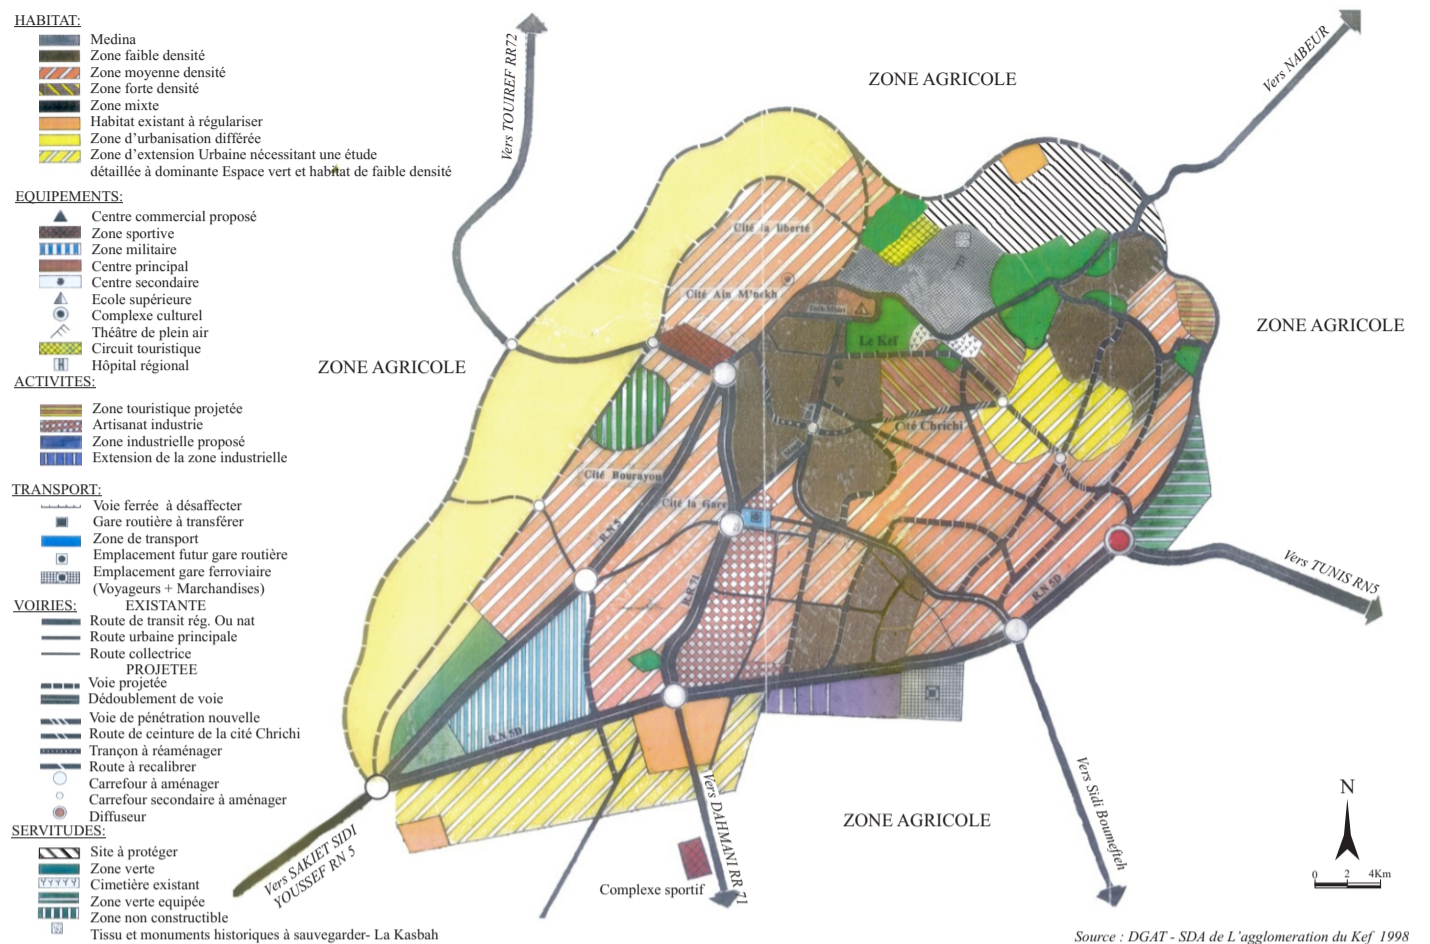 HABITAT:
Medina
Zone faible densité
Zone moyenne densité
Zone forte densité
Zone mixte
Habitat existant à régulariser
Zone d'urbanisation différée
Zone d'extension Urbaine nécessitant une étude
détaillée à dominante Espace vert et habitat de faible densité
EQUIPEMENTS:
Centre commercial proposé
Zone sportive
Zone militaire
Centre principal
Centre secondaire
Ecole supérieure
Complexe culturel
Théâtre de plein air
Circuit touristique
Hôpital régional
ACTIVITES:
Zone touristique projetée
Artisanat industrie
Zone industrielle proposé
Extension de la zone industrielle
TRANSPORT:
Voie ferrée à désaffecter
Gare routière à transférer
Zone de transport
Emplacement futur gare routière
Emplacement gare ferroviaire
(Voyageurs + Marchandises)
VOIRIES:
EXISTANTE
Route de transit rég. Ou nat
Route urbaine principale
Route collectrice
PROJETEE
Voie projetée
Dédoublement de voie
Voie de pénétration nouvelle
Route de ceinture de la cité Chrichi
Trançon à réaménager
Route à recalibrer
Carrefour à aménager
Carrefour secondaire à aménager
Diffuseur
SERVITUDES:
Site à protéger
Zone verte
Cimetière existant
Zone verte equipée
Zone non constructible
Tissu et monuments historiques à sauvegarder- La Kasbah
Vers TOUIREF RR72
ZONE AGRICOLE
Vers NABEUR
Cité la liberté
Cité Ain M'nekh
ZONE AGRICOLE
ZONE AGRICOLE
Le Kef
Cité Chrichi
Cité Bourayou
Cité la Gare
R.N 5
R.R 71
R.N 5D
R.N 5D
Vers TUNIS RN5
Vers SAKIET SIDI
YOUSSEF RN 5
Vers DAHMANI RR 71
Vers Sidi Boumefteh
ZONE AGRICOLE
Complexe sportif
N
0 2 4Km
Source : DGAT - SDA de L'agglomeration du Kef 1998